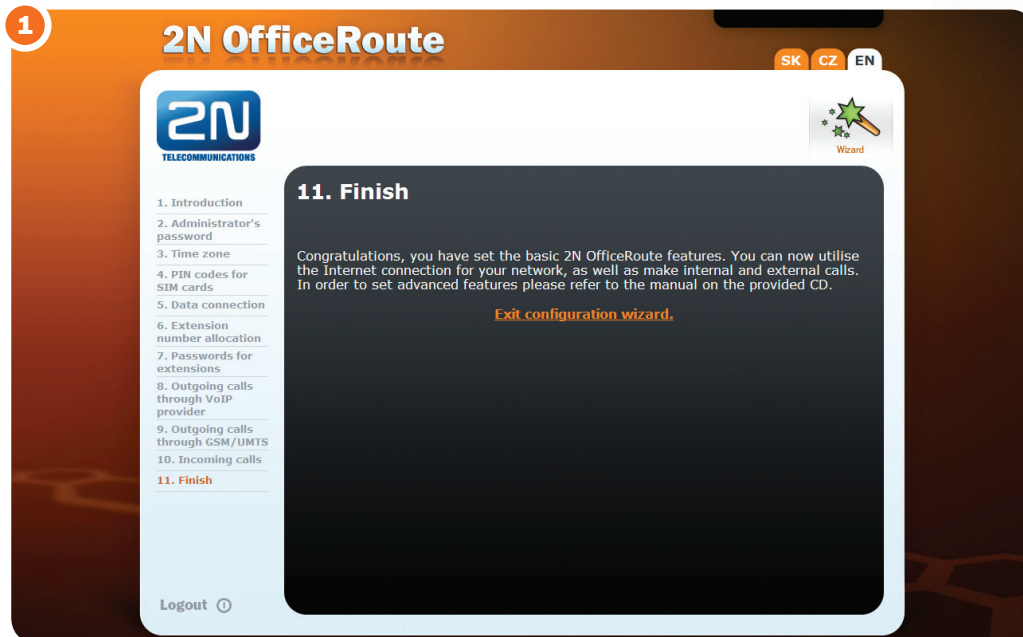 1
2N OfficeRoute
SK CZ EN
2N
TELECOMMUNICATIONS
Wizard
1. Introduction
2. Administrator's
password
3. Time zone
4. PIN codes for
SIM cards
5. Data connection
6. Extension
number allocation
7. Passwords for
extensions
8. Outgoing calls
through VoIP
provider
9. Outgoing calls
through GSM/UMTS
10. Incoming calls
11. Finish
Logout
11. Finish
Congratulations, you have set the basic 2N OfficeRoute features. You can now utilise
the Internet connection for your network, as well as make internal and external calls.
In order to set advanced features please refer to the manual on the provided CD.
Exit configuration wizard.